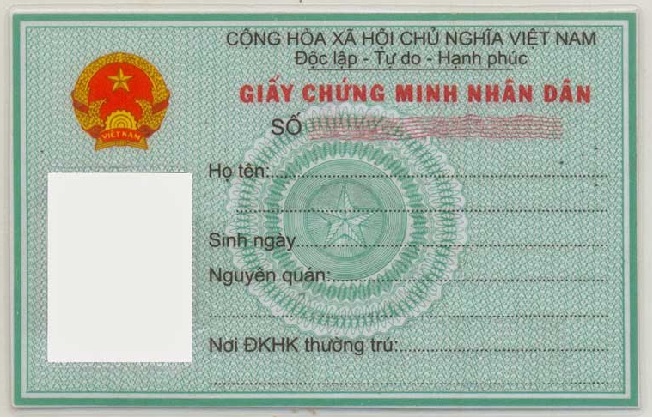 CỘNG HÒA XÃ HỘI CHỦ NGHĨA VIỆT NAM
Độc lập - Tự do - Hạnh phúc
GIẤY CHỨNG MINH NHÂN DÂN
SỐ
VIỆT NAM
Họ tên:
Sinh ngày
Nguyên quán:
Nơi ĐKHK thường trú: